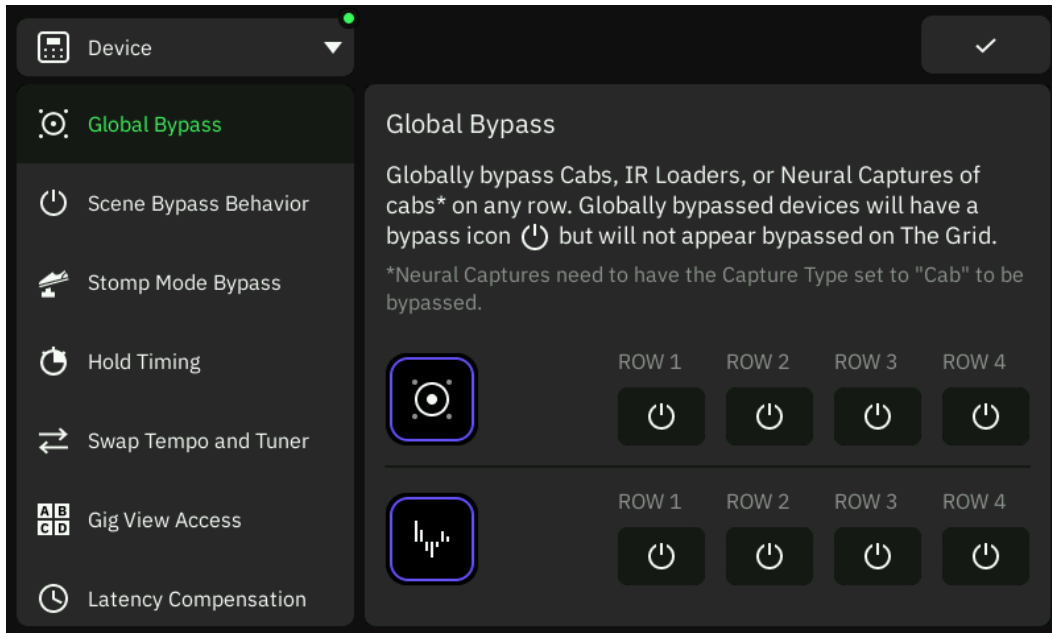 Device
Global Bypass
Scene Bypass Behavior
Stomp Mode Bypass
Hold Timing
Swap Tempo and Tuner
A B
C D
Gig View Access
Latency Compensation
Global Bypass
Globally bypass Cabs, IR Loaders, or Neural Captures of
cabs* on any row. Globally bypassed devices will have a
bypass icon but will not appear bypassed on The Grid.
*Neural Captures need to have the Capture Type set to "Cab" to be
bypassed.
ROW 1 ROW 2 ROW 3 ROW 4
ROW 1 ROW 2 ROW 3 ROW 4